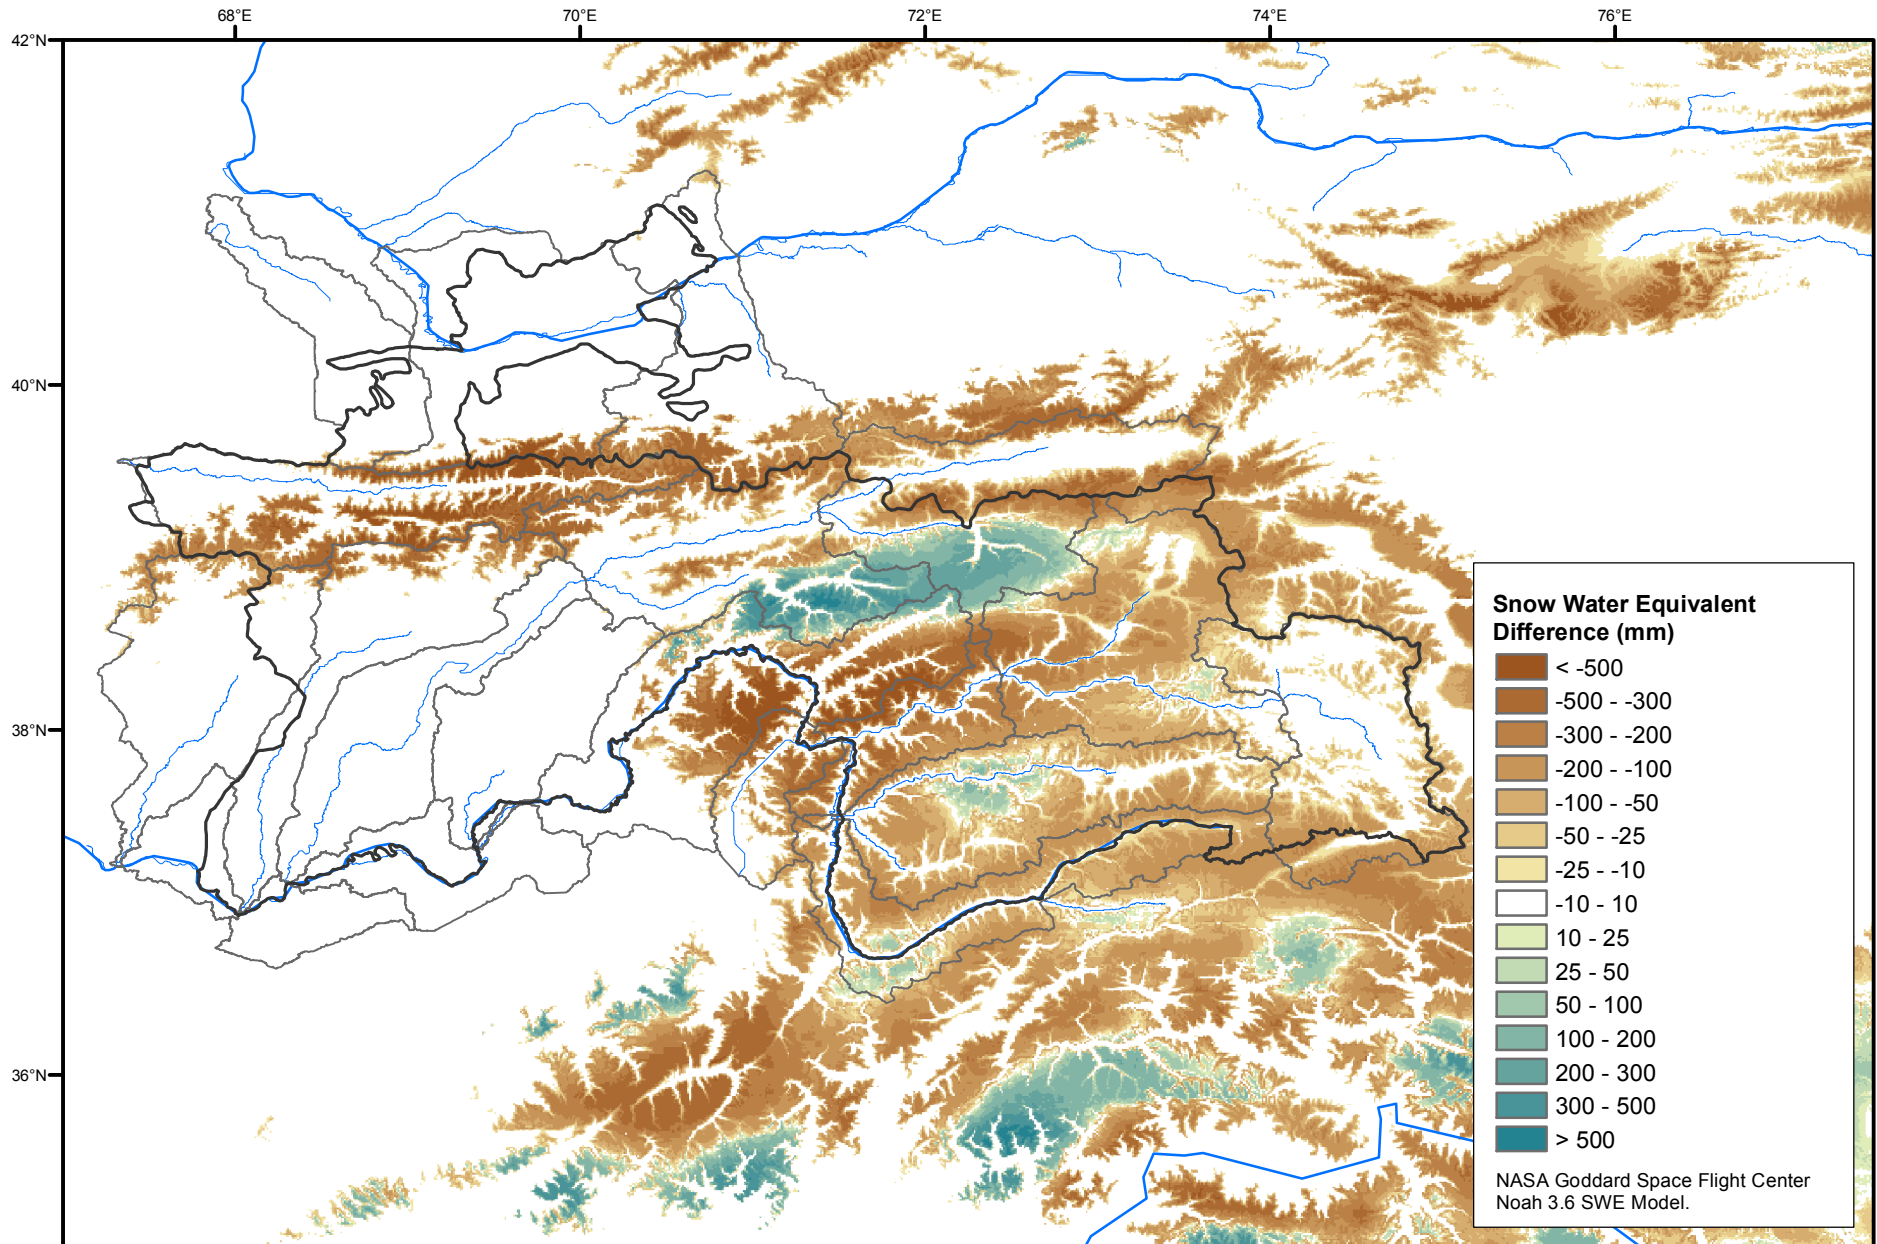 68°E 70°E 72°E 74°E 76°E
42°N
40°N
38°N
36°N
Snow Water Equivalent
Difference (mm)
< -500
-500 - -300
-300 - -200
-200 - -100
-100 - -50
-50 - -25
-25 - -10
-10 - 10
10 - 25
25 - 50
50 - 100
100 - 200
200 - 300
300 - 500
> 500
NASA Goddard Space Flight Center
Noah 3.6 SWE Model.